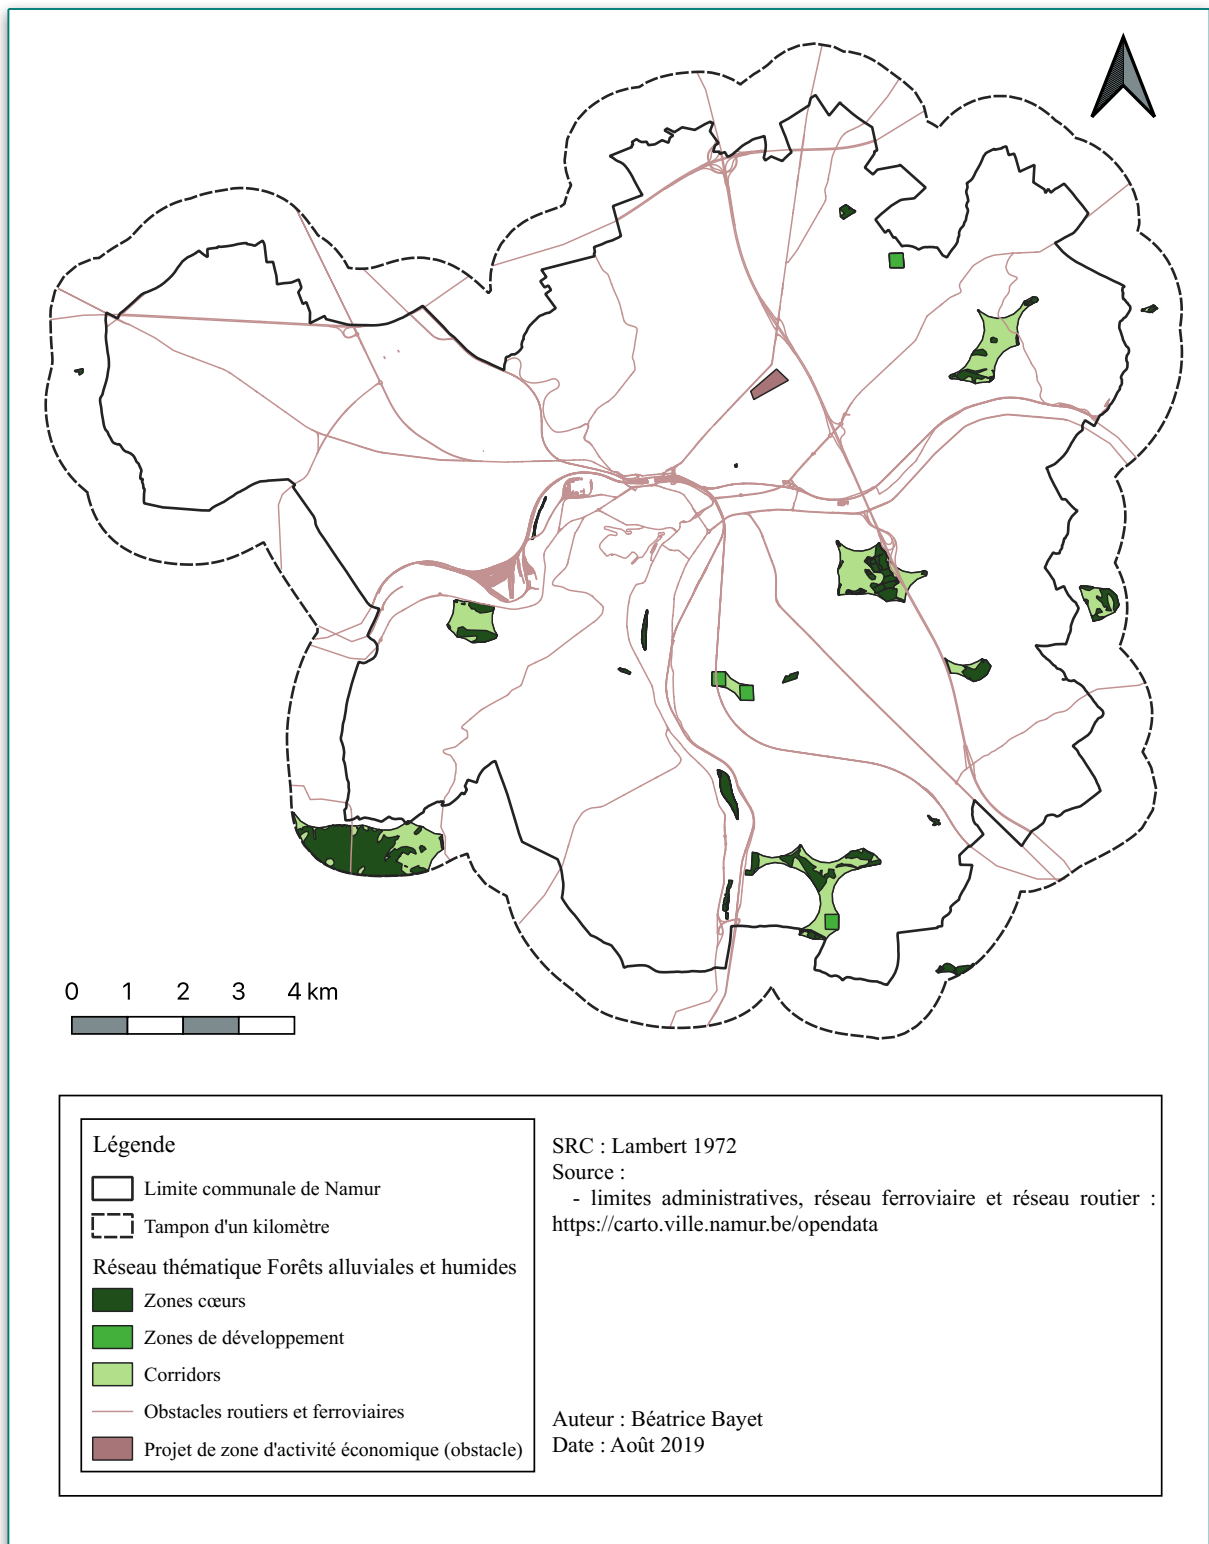 0 1 2 3 4 km
Légende
Limite communale de Namur
Tampon d'un kilomètre
Réseau thématique Forêts alluviales et humides
Zones cœurs
Zones de développement
Corridors
Obstacles routiers et ferroviaires
Projet de zone d'activité économique (obstacle)
SRC : Lambert 1972
Source :
- limites administratives, réseau ferroviaire et réseau routier :
https://carto.ville.namur.be/opendata
Auteur : Béatrice Bayet
Date : Août 2019